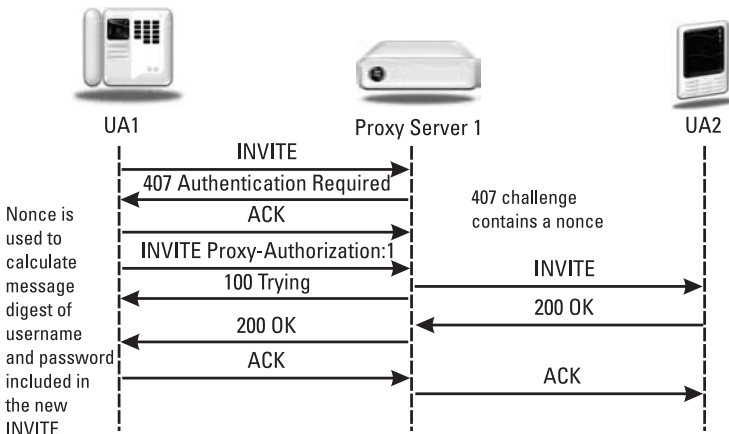 UA1
Proxy Server 1
UA2
INVITE
407 Authentication Required
407 challenge
contains a nonce
ACK
INVITE Proxy-Authorization:1
INVITE
100 Trying
200 OK
200 OK
ACK
ACK
Nonce is
used to
calculate
message
digest of
username
and password
included in
the new
INVITE